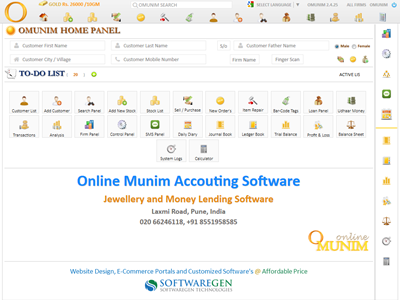 GOLD Rs. 26000 /10GM
OMUNIM SEARCH
SELECT LANGUAGE
OMUNIM 2.4.25
OMUNIM
OMUNIM HOME PANEL
Customer First Name
Customer Last Name
S/o
Customer Father Name
Male
Female
Customer City / Village
Customer Mobile Number
Firm Name
Finger Scan
TO-DO LIST :
30
ACTIVE LIS
Customer List
Add Customer
Search Stock
Add New Stock
Stock List
Sell / Purchase
New Order's
Item Repair
Bar-Code Tags
Loan Panel
Udhaar Money
Transactions
Analysis
Firm Panel
Control Panel
SMS Panel
Daily Diary
Journal Book
Ledger Book
Trial Balance
Profit & Loss
Balance Sheet
System Logs
Calculator
Online Munim Accouting Software
Jewellery and Money Lending Software
Laxmi Road, Pune, India
020 66246118, +91 8551958585
online
MUNIM
Website Design, E-Commerce Portals and Customized Software's @ Affordable Price
SOFTWAREGEN
SOFTWAREGEN TECHNOLOGIES